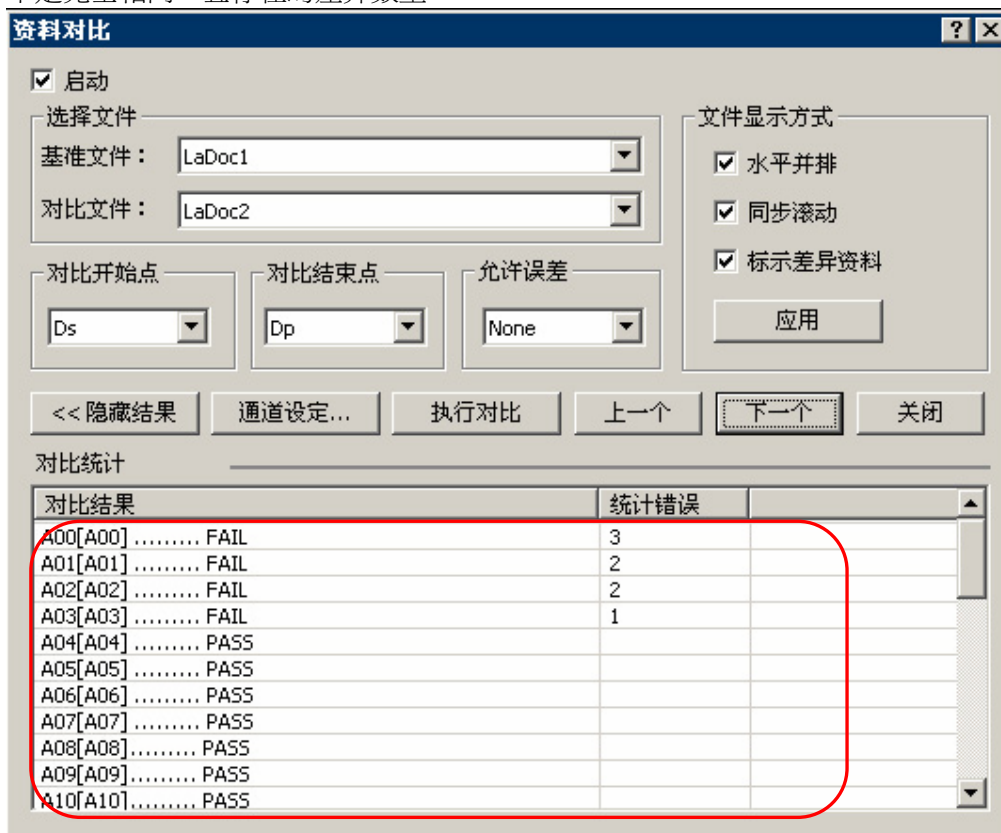 资料对比
启动
选择文件
基准文件： LaDoc1
对比文件： LaDoc2
文件显示方式
水平并排
同步滚动
标示差异资料
应用
对比开始点 对比结束点 允许误差
Ds Dp None
<< 隐藏结果 通道设定... 执行对比 上一个 下一个 关闭
对比统计
对比结果 统计错误
A00[A00] ......... FAIL 3
A01[A01] ......... FAIL 2
A02[A02] ......... FAIL 2
A03[A03] ......... FAIL 1
A04[A04] ......... PASS
A05[A05] ......... PASS
A06[A06] ......... PASS
A07[A07] ......... PASS
A08[A08]......... PASS
A09[A09]......... PASS
A10[A10]......... PASS